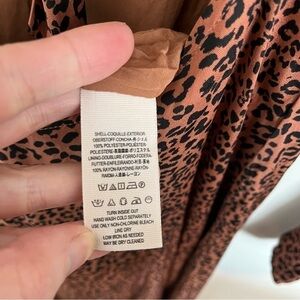 SHELL-COQUILLE-EXTERIOR
100% POLYESTER-POLYESTER
LINING-DOUBLURE-FORRO-FODERA-
100% RAYON-RAYONNE-RAYON-
TURN INSIDE OUT
HAND WASH COLD SEPARATELY
USE ONLY NON-CHLORINE BLEACH
LINE DRY
LOW IRON AS NEEDED
MAY BE DRY CLEANED